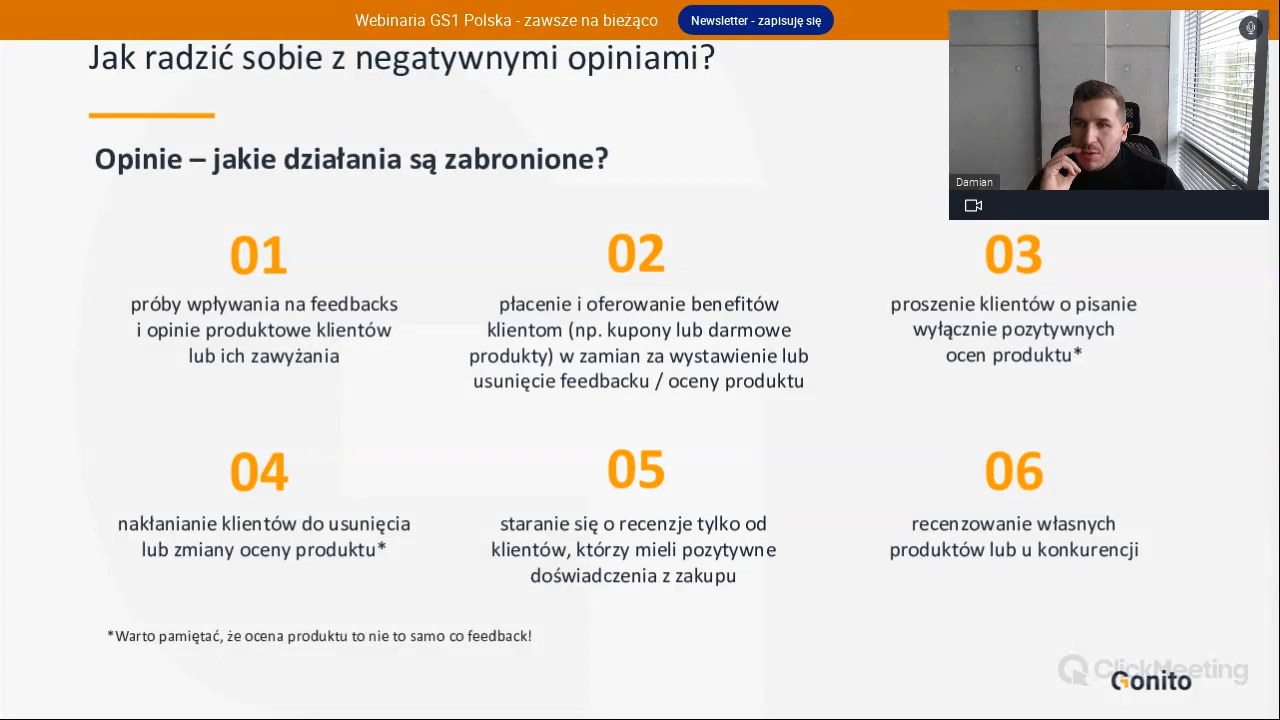 Webinaria GS1 Polska - zawsze na bieżąco
Newsletter - zapisuję się
Jak radzić sobie z negatywnymi opiniami?
Opinie – jakie działania są zabronione?
Damian
01
próby wpływania na feedbacks
i opinie produktowe klientów
lub ich zawyżania
02
płacenie i oferowanie benefitów
klientom (np. kupony lub darmowe
produkty) w zamian za wystawienie lub
usunięcie feedbacku / oceny produktu
03
proszenie klientów o pisanie
wyłącznie pozytywnych
ocen produktu*
04
nakłanianie klientów do usunięcia
lub zmiany oceny produktu*
05
staranie się o recenzje tylko od
klientów, którzy mieli pozytywne
doświadczenia z zakupu
06
recenzowanie własnych
produktów lub u konkurencji
*Warto pamiętać, że ocena produktu to nie to samo co feedback!
ClickMeeting
Gonito